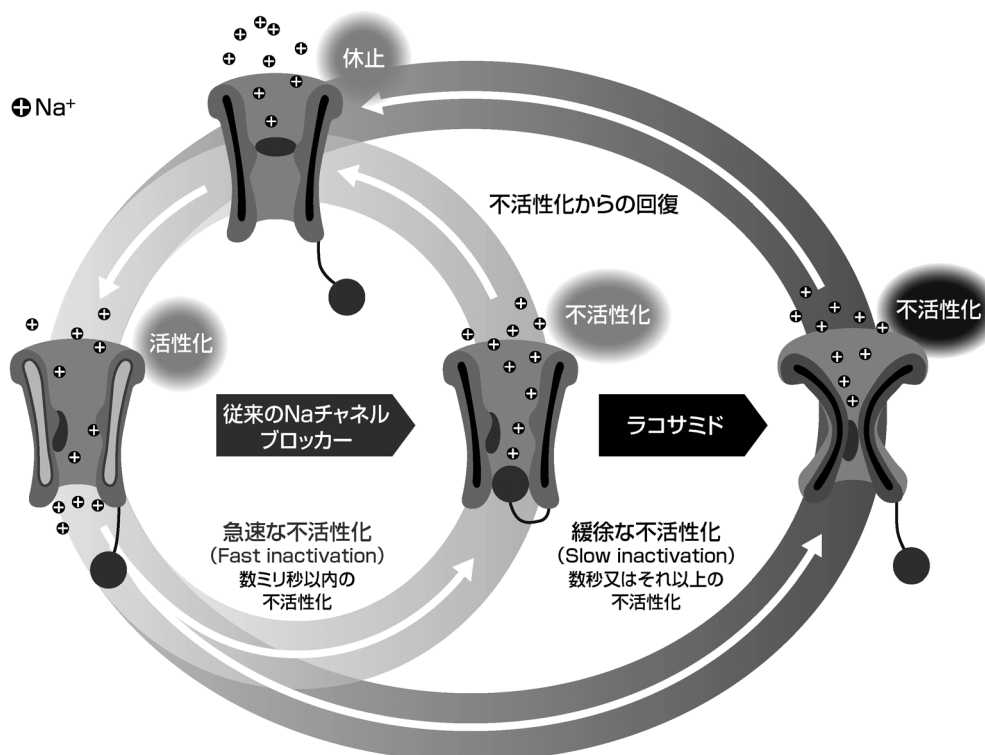 休止
Na⁺
不活性化からの回復
活性化
不活性化
不活性化
従来のNaチャネル
ブロッカー
ラコサミド
急速な不活性化
(Fast inactivation)
数ミリ秒以内の
不活性化
緩徐な不活性化
(Slow inactivation)
数秒又はそれ以上の
不活性化